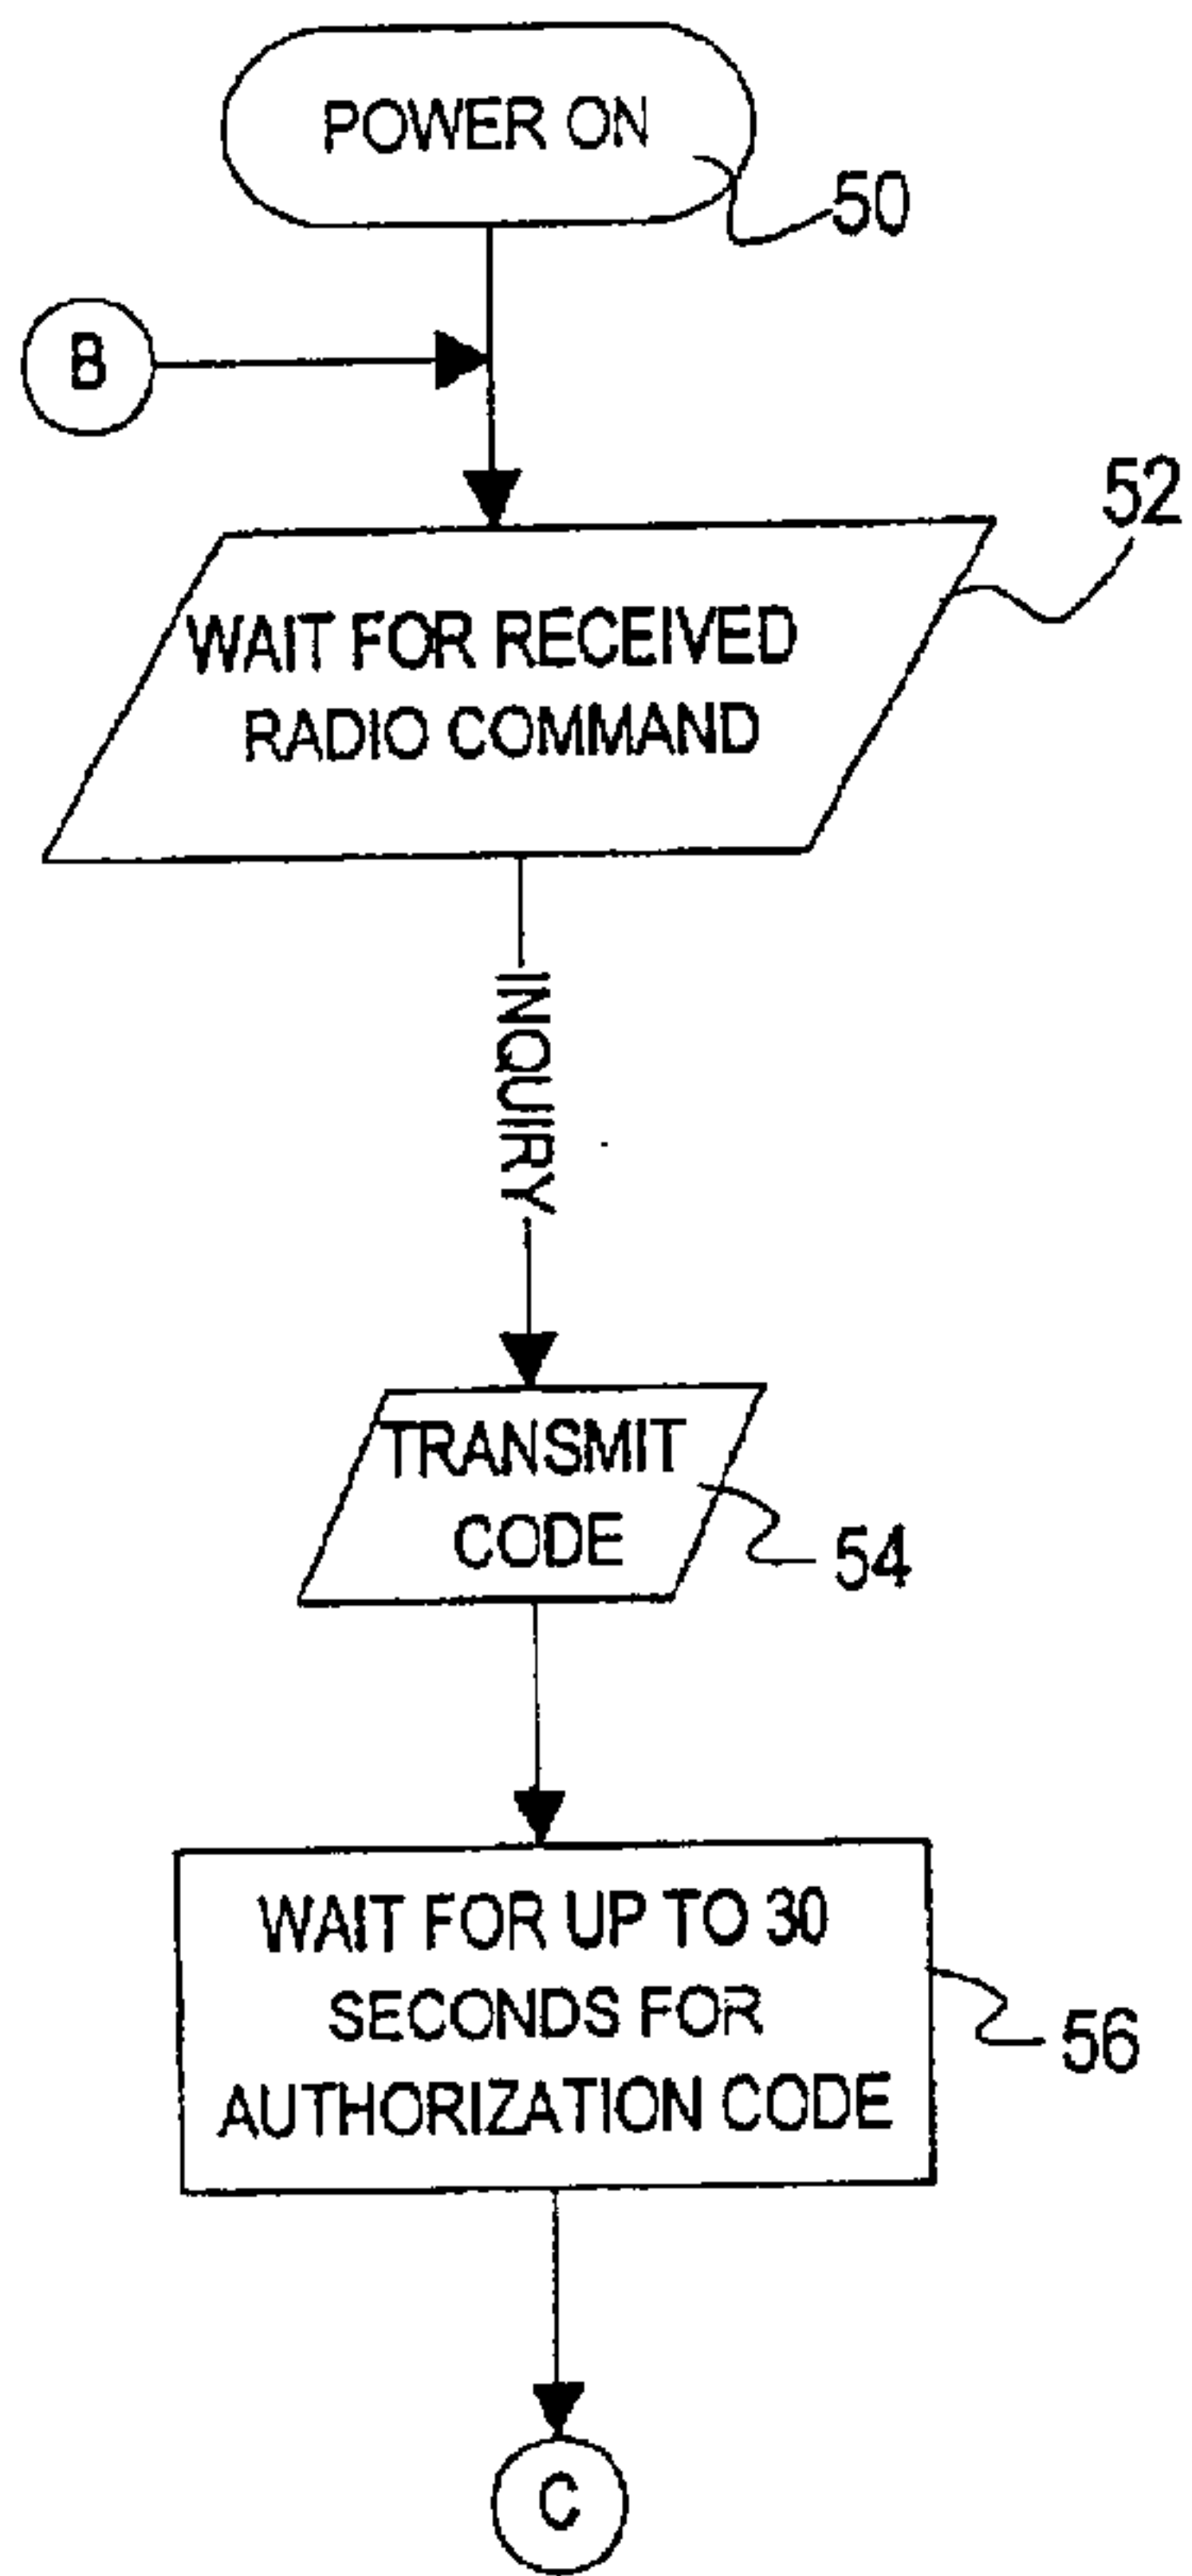 POWER ON
50
B
52
WAIT FOR RECEIVED
RADIO COMMAND
INQUIRY
TRANSMIT
CODE
54
WAIT FOR UP TO 30
SECONDS FOR
AUTHORIZATION CODE
56
C